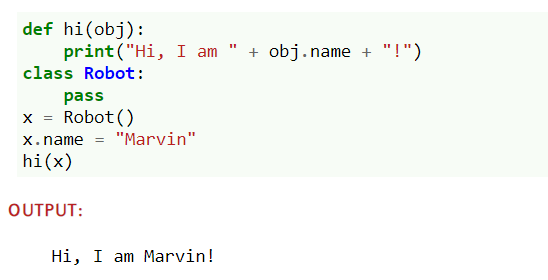 def hi(obj):
    print("Hi, I am " + obj.name + "!")
class Robot:
    pass
x = Robot()
x.name = "Marvin"
hi(x)
OUTPUT:
Hi, I am Marvin!